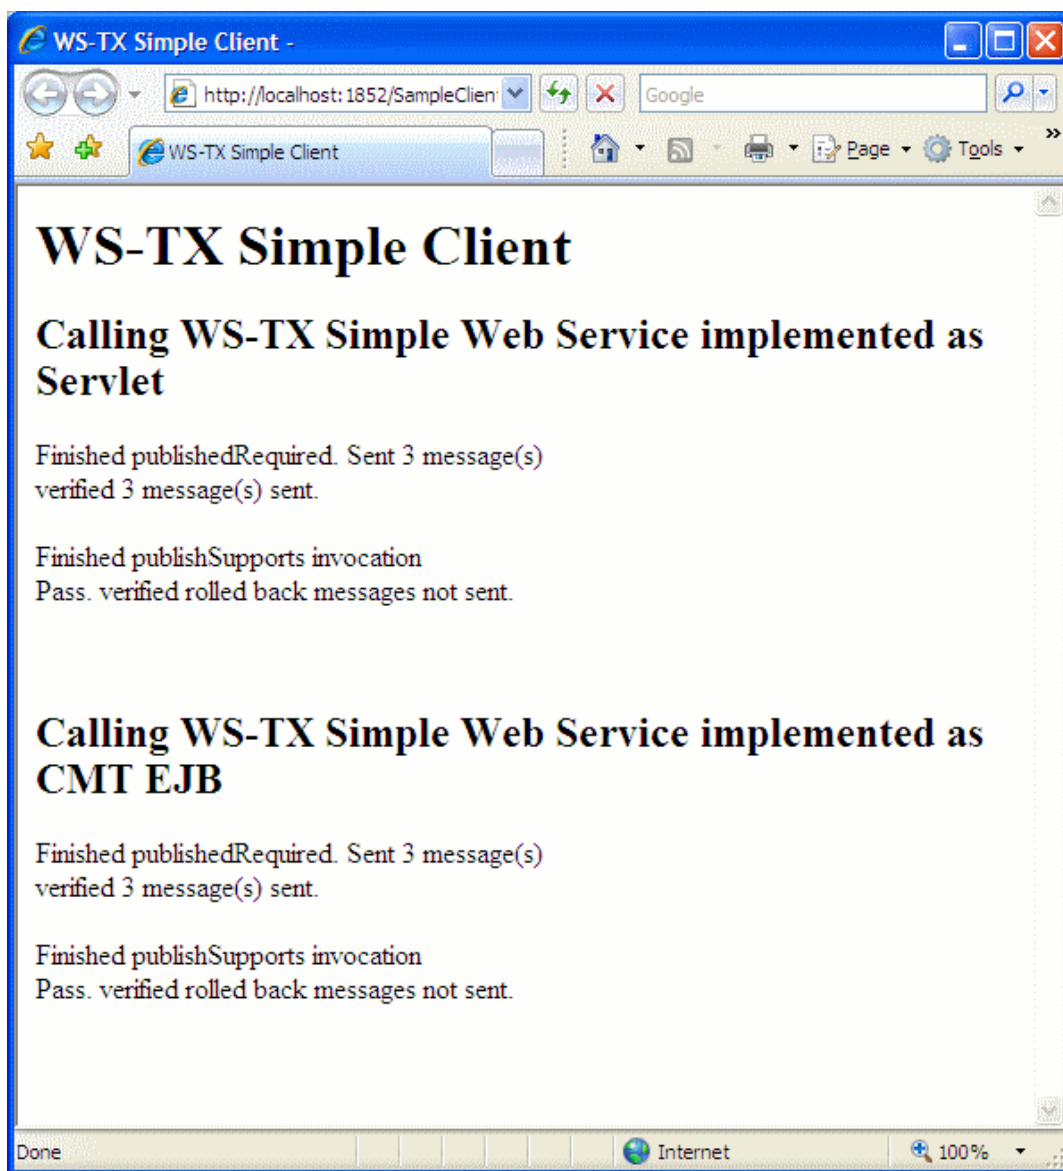 WS-TX Simple Client -
http://localhost:1852/SampleClien
Google
WS-TX Simple Client
Page
Tools
WS-TX Simple Client
Calling WS-TX Simple Web Service implemented as
Servlet
Finished publishedRequired. Sent 3 message(s)
verified 3 message(s) sent.
Finished publishSupports invocation
Pass. verified rolled back messages not sent.
Calling WS-TX Simple Web Service implemented as
CMT EJB
Finished publishedRequired. Sent 3 message(s)
verified 3 message(s) sent.
Finished publishSupports invocation
Pass. verified rolled back messages not sent.
Done
Internet
100%